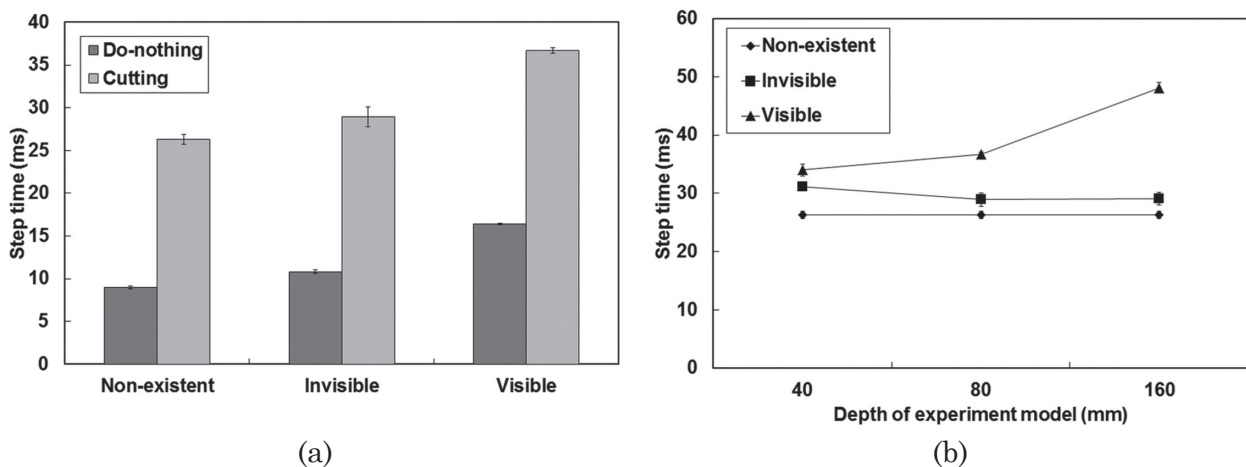 40
35
30
25
20
15
10
5
0
Step time (ms)
Do-nothing
Cutting
Non-existent Invisible Visible
(a)
60
50
40
30
20
10
0
Step time (ms)
Non-existent
Invisible
Visible
40 80 160
Depth of experiment model (mm)
(b)